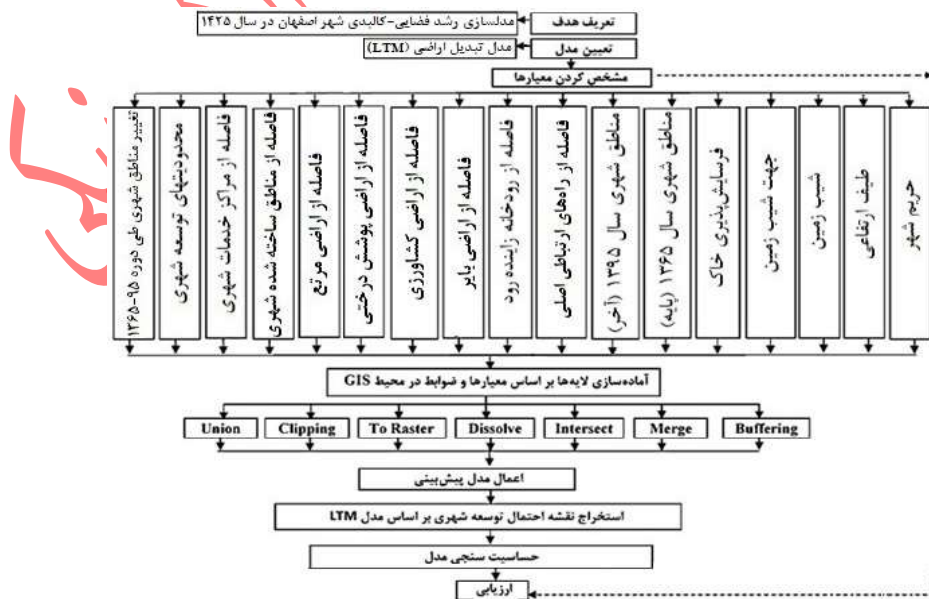 تعریف هدف
مدلسازی رشد فضایی-کالبدی شهر اصفهان در سال ۱۴۲۵
تعیین مدل
مدل تبدیل اراضی (LTM)
مشخص کردن معیارها
حریم شهر
طیف ارتفاعی
شیب زمین
جهت شیب زمین
فرسایش‌پذیری خاک
مناطق شهری سال ۱۳۶۵ (پایه)
مناطق شهری سال ۱۳۹۵ (آخر)
فاصله از راه‌های ارتباطی اصلی
فاصله از رودخانه زاینده رود
فاصله از اراضی بایر
فاصله از اراضی کشاورزی
فاصله از اراضی پوشش درختی
فاصله از اراضی مرتع
فاصله از مناطق ساخته شده شهری
فاصله از مراکز خدمات شهری
محدودیتهای توسعه شهری
تغییر مناطق شهری طی دوره ۹۵-۱۳۶۵
آماده‌سازی لایه‌ها بر اساس معیارها و ضوابط در محیط GIS
Union
Clipping
To Raster
Dissolve
Intersect
Merge
Buffering
اعمال مدل پیش‌بینی
استخراج نقشه احتمال توسعه شهری بر اساس مدل LTM
حساسیت سنجی مدل
ارزیابی